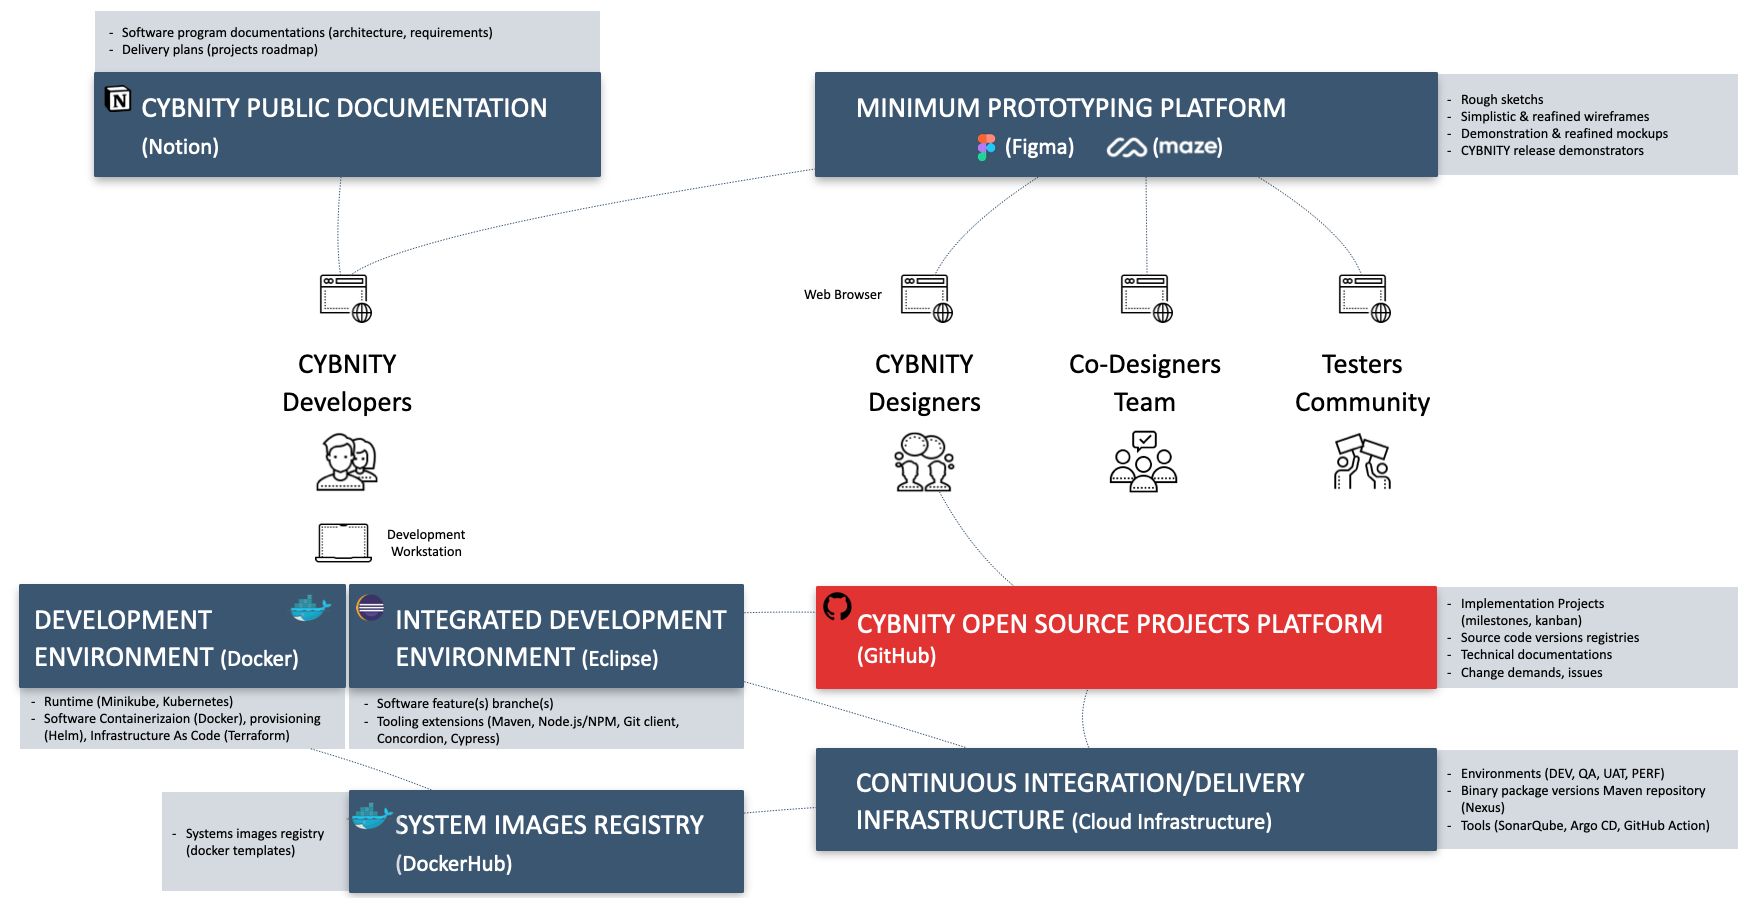 - Software program documentations (architecture, requirements)
- Delivery plans (projects roadmap)
N CYBNITY PUBLIC DOCUMENTATION
(Notion)
MINIMUM PROTOTYPING PLATFORM
(Figma) (maze)
- Rough sketchs
- Simplistic & reafined wireframes
- Demonstration & reafined mockups
- CYBNITY release demonstrators
Web Browser
CYBNITY
Developers
CYBNITY
Designers
Co-Designers
Team
Testers
Community
Development
Workstation
DEVELOPMENT
ENVIRONMENT (Docker)
- Runtime (Minikube, Kubernetes)
- Software Containerizaion (Docker), provisioning
(Helm), Infrastructure As Code (Terraform)
INTEGRATED DEVELOPMENT
ENVIRONMENT (Eclipse)
- Software feature(s) branche(s)
- Tooling extensions (Maven, Node.js/NPM, Git client,
Concordion, Cypress)
CYBNITY OPEN SOURCE PROJECTS PLATFORM
(GitHub)
- Implementation Projects
(milestones, kanban)
- Source code versions registries
- Technical documentations
- Change demands, issues
- Systems images registry
(docker templates)
SYSTEM IMAGES REGISTRY
(DockerHub)
CONTINUOUS INTEGRATION/DELIVERY
INFRASTRUCTURE (Cloud Infrastructure)
- Environments (DEV, QA, UAT, PERF)
- Binary package versions Maven repository
(Nexus)
- Tools (SonarQube, Argo CD, GitHub Action)